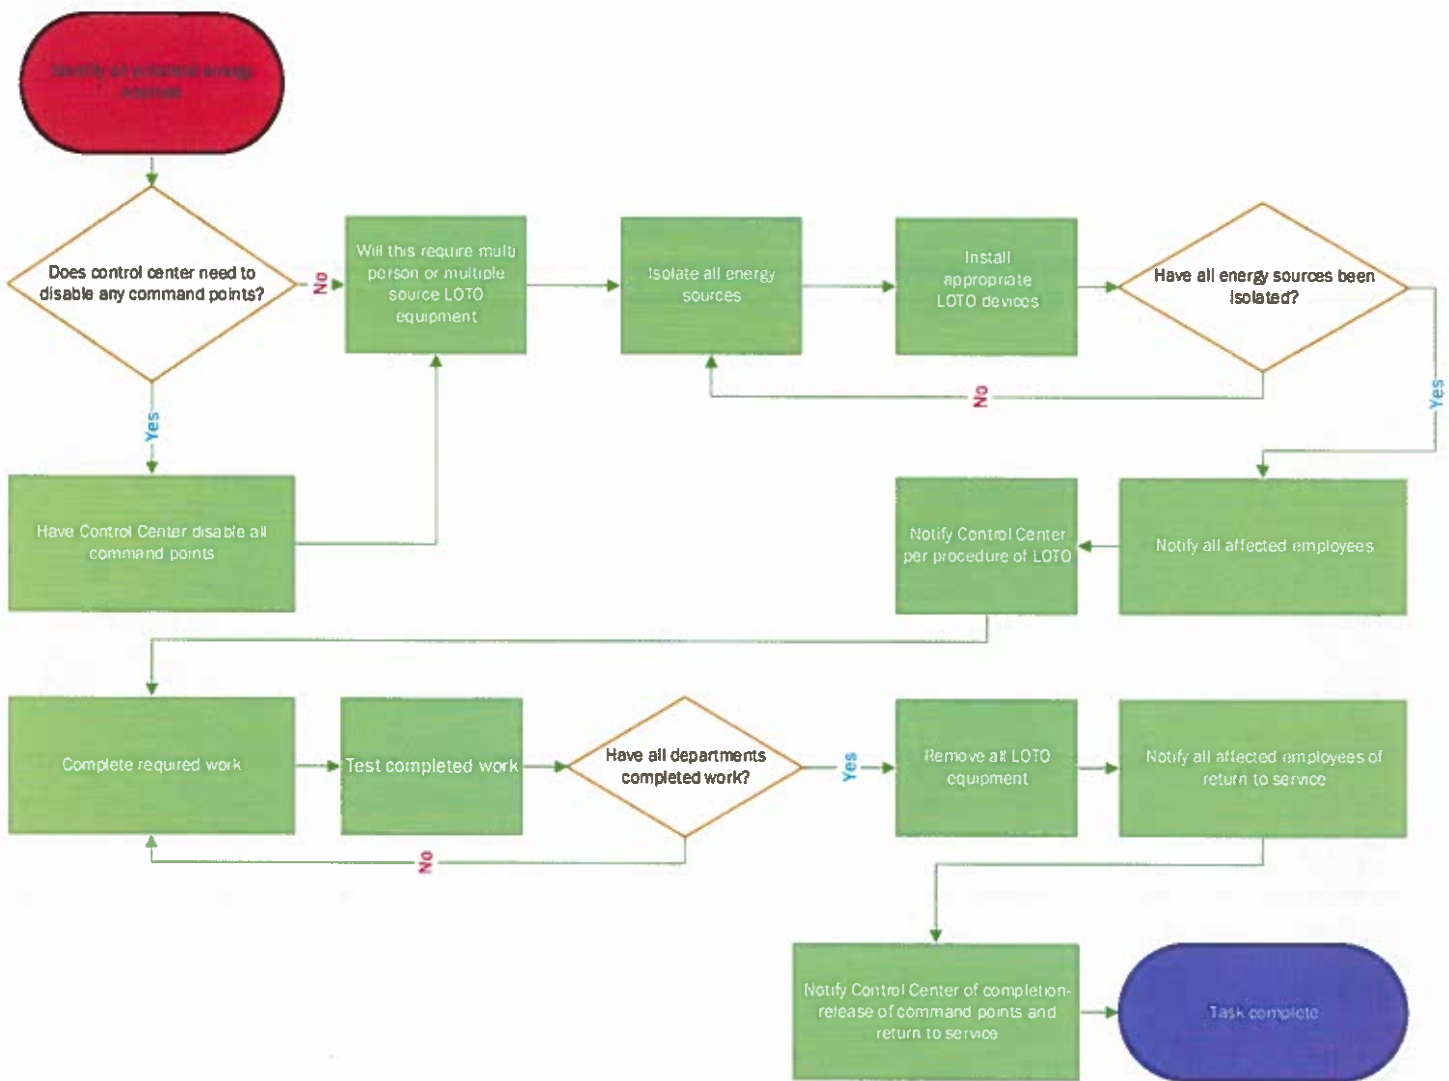 Identify all potential energy
sources
Does control center need to
disable any command points?
No
Will this require multi
person or multiple
source LOTO
equipment
Isolate all energy
sources
Install
appropriate
LOTO devices
Have all energy sources been
isolated?
No
Yes
Yes
Have Control Center disable all
command points
Notify Control Center
per procedure of LOTO
Notify all affected employees
Complete required work
Test completed work
Have all departments
completed work?
Yes
Remove all LOTO
equipment
Notify all affected employees of
return to service
No
Notify Control Center of completion-
release of command points and
return to service
Task complete